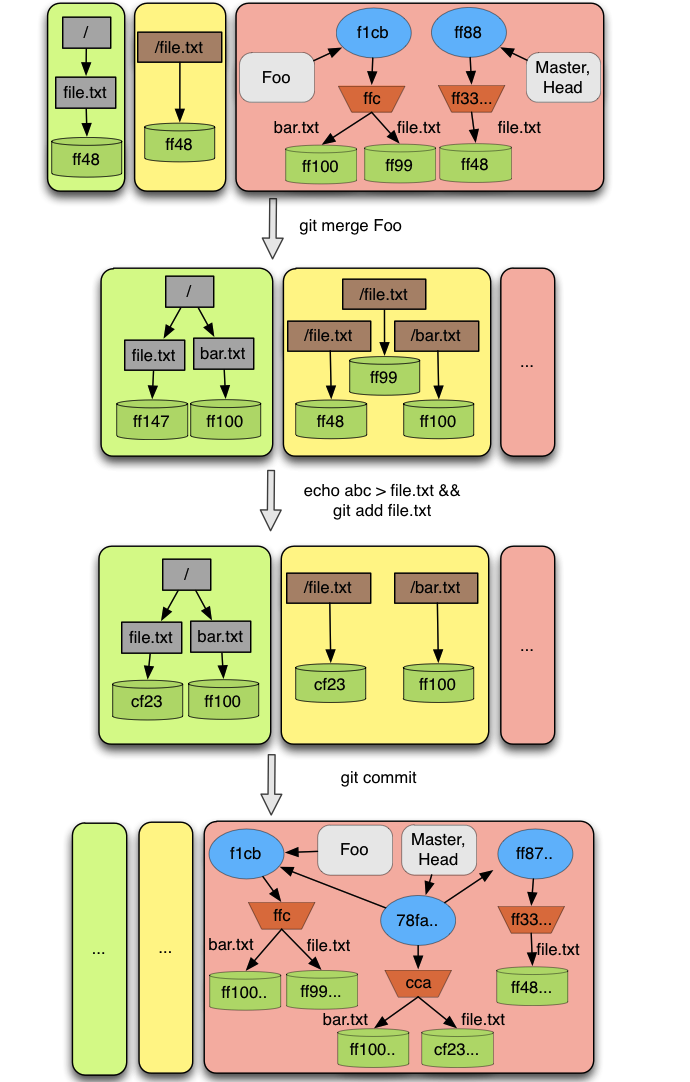 /
file.txt
ff48
/file.txt
ff48
f1cb
ff88
Foo
Master,
Head
ffc
ff33...
bar.txt
file.txt
file.txt
ff100
ff99
ff48
git merge Foo
/
file.txt
bar.txt
ff147
ff100
/file.txt
/file.txt
/bar.txt
ff99
ff48
ff100
...
echo abc > file.txt &&
git add file.txt
/
file.txt
bar.txt
cf23
ff100
/file.txt
/bar.txt
cf23
ff100
...
git commit
...
...
f1cb
Foo
Master,
Head
ff87..
ffc
78fa..
ff33...
bar.txt
file.txt
file.txt
ff100..
ff99...
cca
ff48...
bar.txt
file.txt
ff100..
cf23...